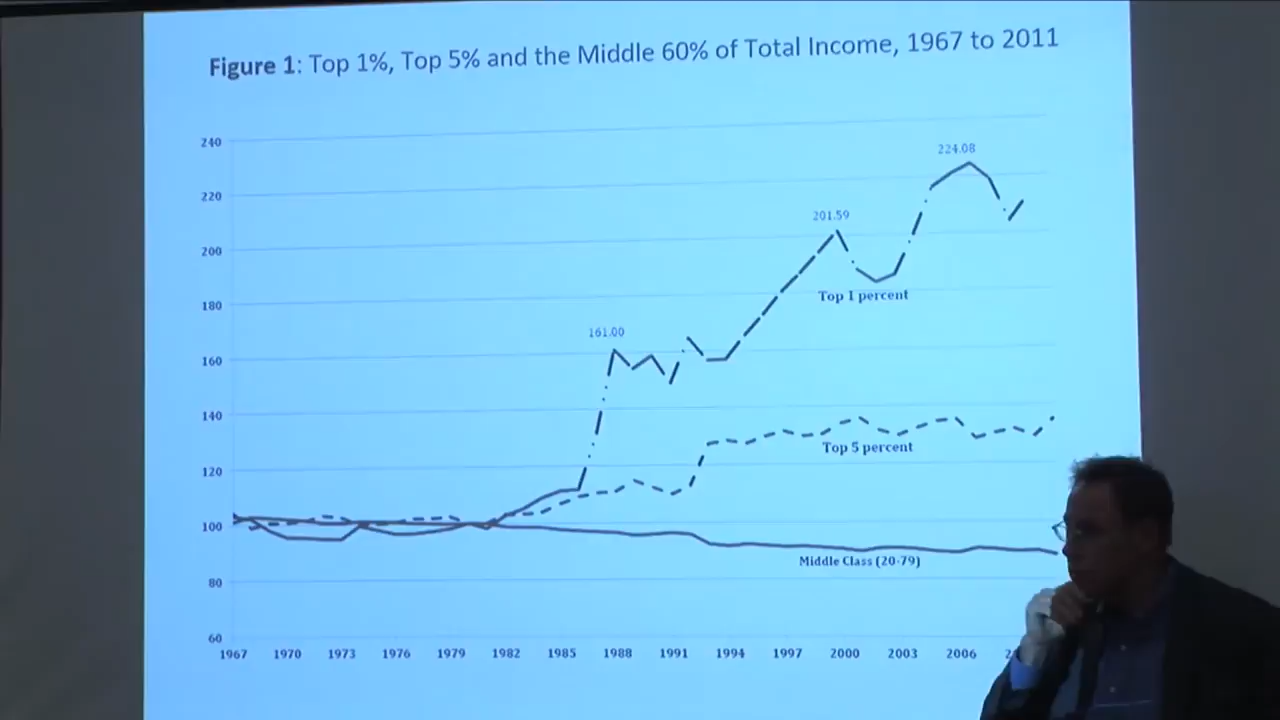 Figure 1: Top 1%, Top 5% and the Middle 60% of Total Income, 1967 to 2011
240
224.08
220
201.59
200
180
Top 1 percent
161.00
160
140
Top 5 percent
120
100
Middle Class (20-79)
80
60
1967 1970 1973 1976 1979 1982 1985 1988 1991 1994 1997 2000 2003 2006